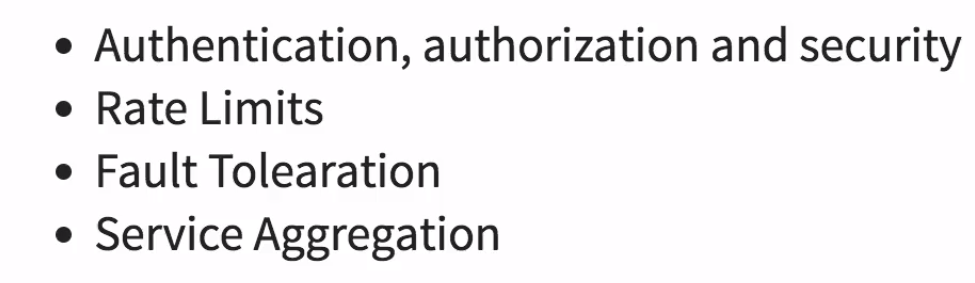 • Authentication, authorization and security
• Rate Limits
• Fault Tolearation
• Service Aggregation